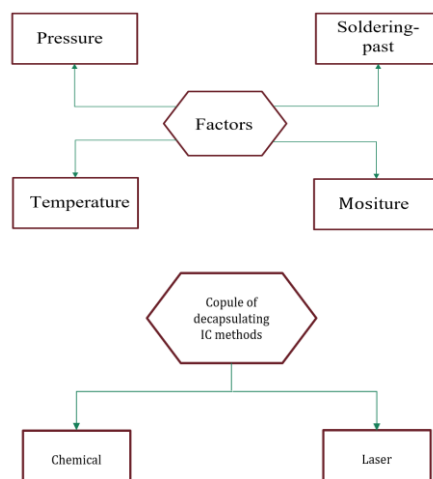 Pressure
Soldering-
past
Factors
Temperature
Mositure
Copule of
decapsulating
IC methods
Chemical
Laser